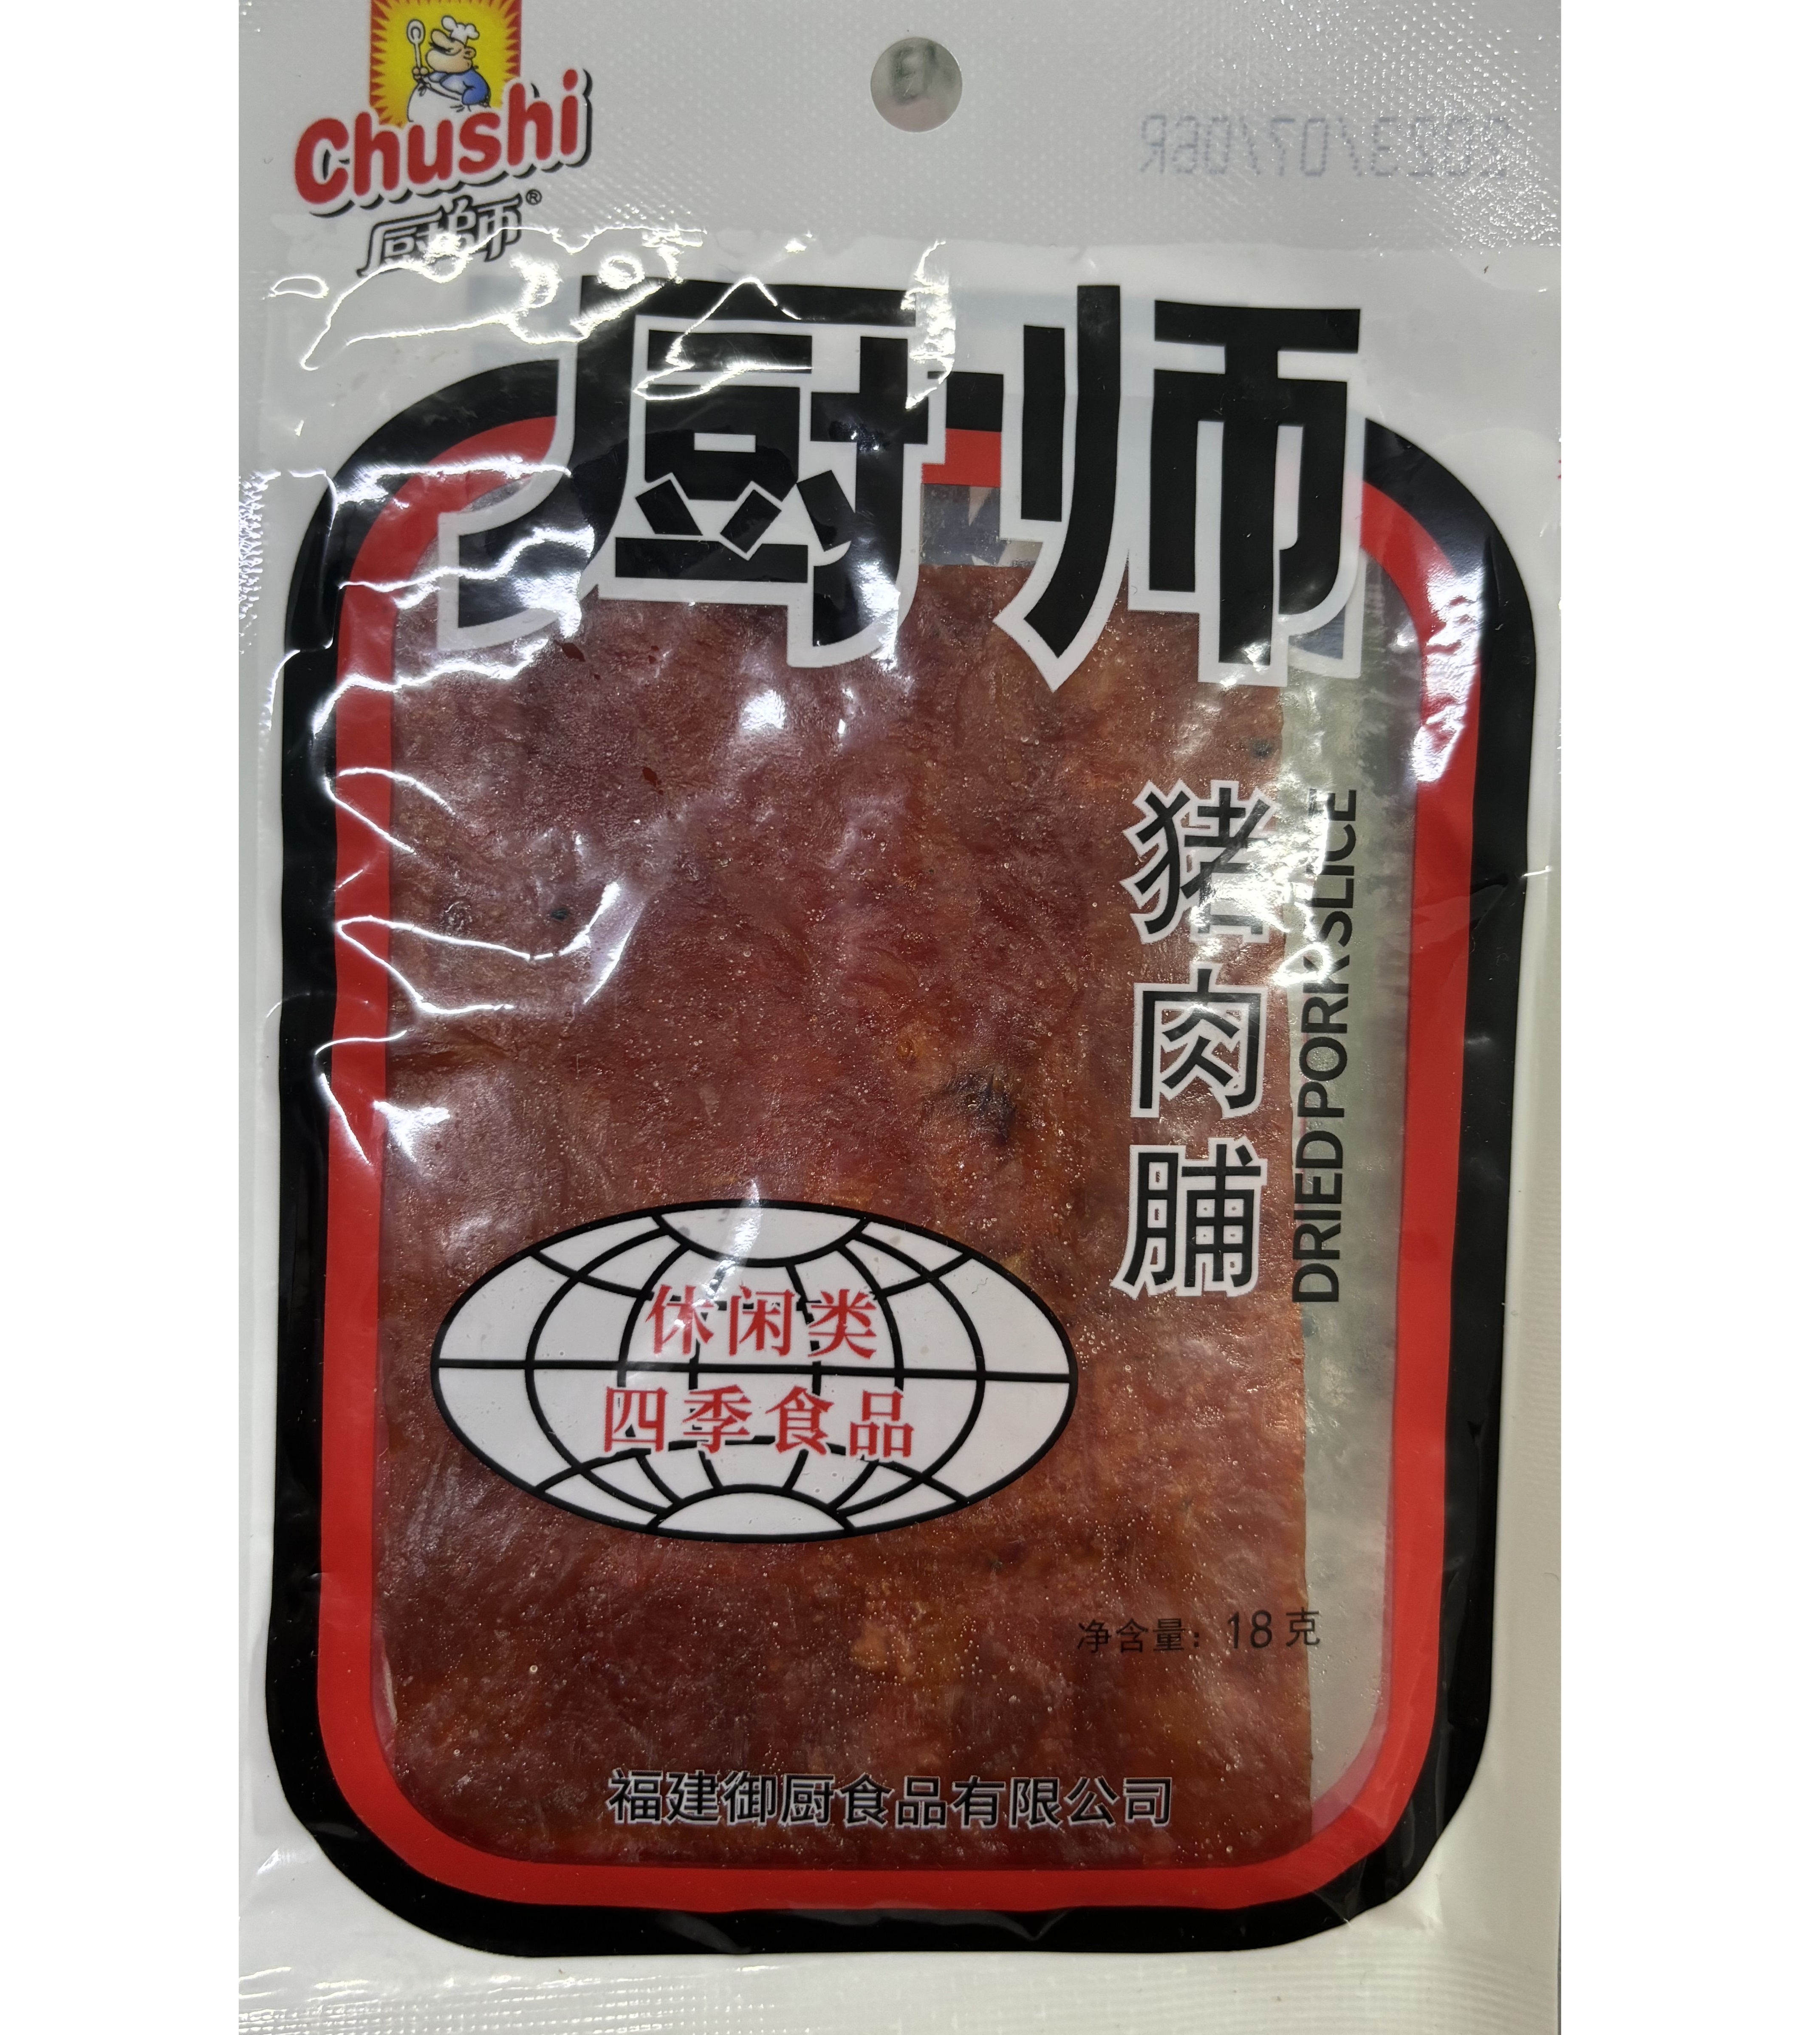 Chushi
厨師®
2023/07/06R
厨师
猪肉脯
DRIED PORK SLICE
休闲类
四季食品
净含量：18克
福建御厨食品有限公司